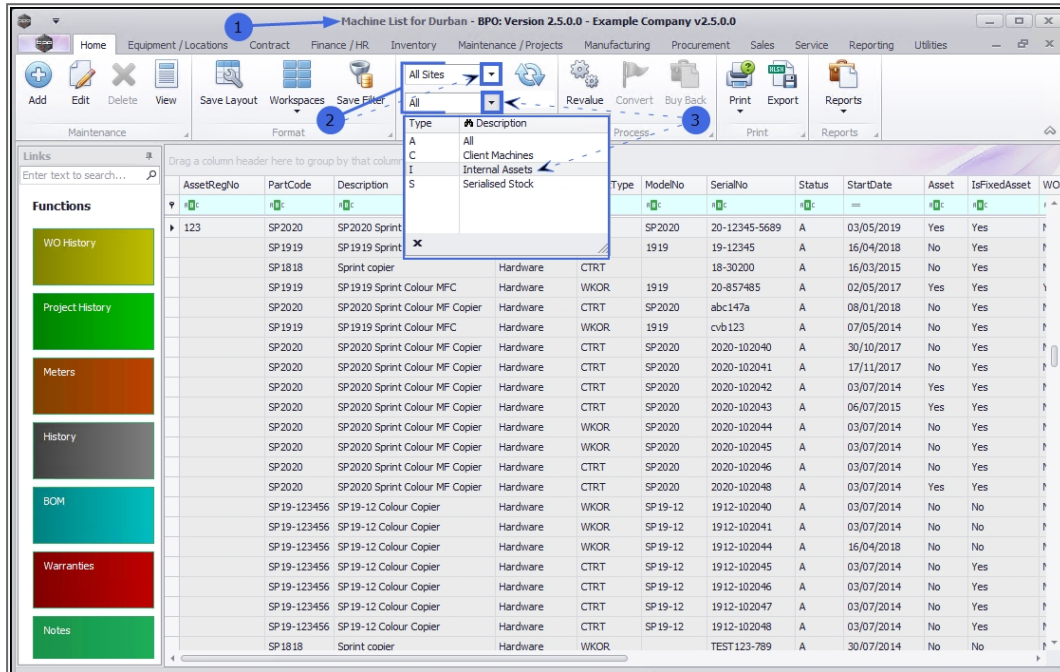 Machine List for Durban - BPO: Version 2.5.0.0 - Example Company v2.5.0.0
1
Home Equipment / Locations Contract Finance / HR Inventory Maintenance / Projects Manufacturing Procurement Sales Service Reporting Utilities
All Sites
Add Edit Delete View Save Layout Workspaces Save Filter All Revalue Convert Buy Back Print Export Reports
2 3
Maintenance Format Process Print Reports
Type Description
A All
C Client Machines
I Internal Assets
S Serialised Stock
Links
Enter text to search...
Functions
WO History
Project History
Meters
History
BOM
Warranties
Notes
Drag a column header here to group by that column
AssetRegNo PartCode Description Type ModelNo SerialNo Status StartDate Asset IsFixedAsset WO
123 SP2020 SP2020 Sprint SP2020 20-12345-5689 A 03/05/2019 Yes Yes
SP1919 SP1919 Sprint 1919 19-12345 A 16/04/2018 No Yes
SP1818 Sprint copier Hardware CTRT 18-30200 A 16/03/2015 No Yes
SP1919 SP1919 Sprint Colour MFC Hardware WKOR 1919 20-857485 A 02/05/2017 Yes Yes
SP2020 SP2020 Sprint Colour MF Copier Hardware CTRT SP2020 abc147a A 08/01/2018 No Yes
SP1919 SP1919 Sprint Colour MFC Hardware WKOR 1919 cvb123 A 07/05/2014 No Yes
SP2020 SP2020 Sprint Colour MF Copier Hardware CTRT SP2020 2020-102040 A 30/10/2017 No Yes
SP2020 SP2020 Sprint Colour MF Copier Hardware CTRT SP2020 2020-102041 A 17/11/2017 No Yes
SP2020 SP2020 Sprint Colour MF Copier Hardware CTRT SP2020 2020-102042 A 03/07/2014 Yes Yes
SP2020 SP2020 Sprint Colour MF Copier Hardware CTRT SP2020 2020-102043 A 06/07/2015 Yes Yes
SP2020 SP2020 Sprint Colour MF Copier Hardware WKOR SP2020 2020-102044 A 03/07/2014 No Yes
SP2020 SP2020 Sprint Colour MF Copier Hardware WKOR SP2020 2020-102045 A 03/07/2014 No Yes
SP2020 SP2020 Sprint Colour MF Copier Hardware CTRT SP2020 2020-102046 A 03/07/2014 No Yes
SP2020 SP2020 Sprint Colour MF Copier Hardware CTRT SP2020 2020-102048 A 03/07/2014 Yes Yes
SP19-123456 SP19-12 Colour Copier Hardware WKOR SP19-12 1912-102040 A 03/07/2014 No No
SP19-123456 SP19-12 Colour Copier Hardware WKOR SP19-12 1912-102041 A 03/07/2014 No No
SP19-123456 SP19-12 Colour Copier Hardware WKOR SP19-12 1912-102044 A 16/04/2018 No No
SP19-123456 SP19-12 Colour Copier Hardware CTRT SP19-12 1912-102045 A 03/07/2014 No Yes
SP19-123456 SP19-12 Colour Copier Hardware CTRT SP19-12 1912-102046 A 03/07/2014 No Yes
SP19-123456 SP19-12 Colour Copier Hardware CTRT SP19-12 1912-102047 A 03/07/2014 No Yes
SP19-123456 SP19-12 Colour Copier Hardware CTRT SP19-12 1912-102048 A 03/07/2014 No Yes
SP1818 Sprint copier Hardware WKOR TEST123-789 A 30/07/2014 No No